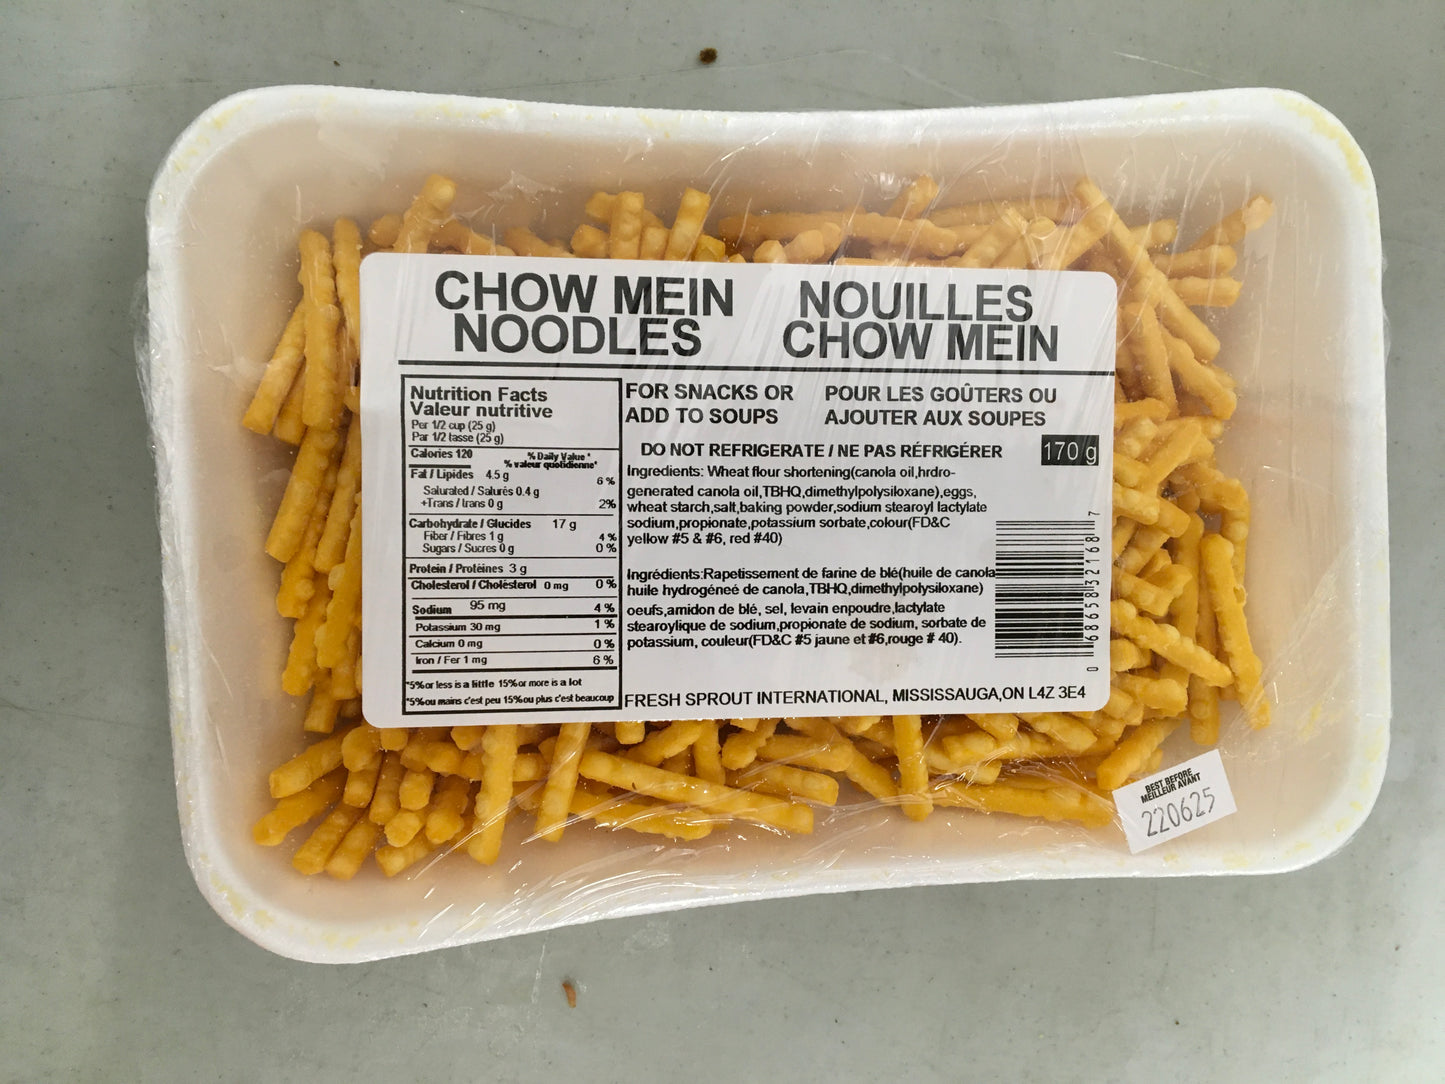 CHOW MEIN
NOODLES
NOUILLES
CHOW MEIN
Nutrition Facts
Valeur nutritive
Per 1/2 cup (25 g)
Par 1/2 tasse (25 g)
Calories 120
% Daily Value *
% valeur quotidienne*
Fat / Lipides 4.5 g 6 %
Saturated / Saturés 0.4 g
+Trans / trans 0 g 2%
Carbohydrate / Glucides 17 g
Fiber / Fibres 1 g 4 %
Sugars / Sucres 0 g 0 %
Protein / Protéines 3 g
Cholesterol / Cholésterol 0 mg 0 %
Sodium 95 mg 4 %
Potassium 30 mg 1 %
Calcium 0 mg 0 %
Iron / Fer 1 mg 6 %
*5%or less is a little 15%or more is a lot
*5%ou mains c'est peu 15%ou plus c'est beaucoup
FOR SNACKS OR
ADD TO SOUPS
POUR LES GOÛTERS OU
AJOUTER AUX SOUPES
DO NOT REFRIGERATE / NE PAS RÉFRIGÉRER
170 g
Ingredients: Wheat flour shortening(canola oil,hrdro-
generated canola oil,TBHQ,dimethylpolysiloxane),eggs,
wheat starch,salt,baking powder,sodium stearoyl lactylate
sodium,propionate,potassium sorbate,colour(FD&C
yellow #5 & #6, red #40)
Ingrédients:Rapetissement de farine de blé(huile de canola
huile hydrogéneé de canola,TBHQ,dimethylpolysiloxane)
oeufs,amidon de blé, sel, levain enpoudre,lactylate
stearoylique de sodium,propionate de sodium, sorbate de
potassium, couleur(FD&C #5 jaune et #6,rouge # 40).
0 68658 32168 7
FRESH SPROUT INTERNATIONAL, MISSISSAUGA,ON L4Z 3E4
BEST BEFORE
MEILLEUR AVANT
220625